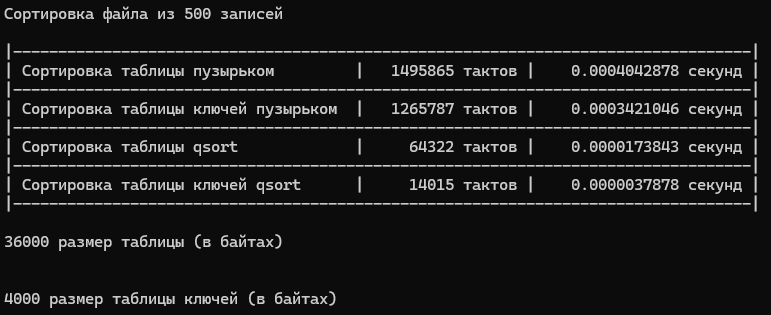 Сортировка файла из 500 записей
|----------------------------------------------------------------------------------|
| Сортировка таблицы пузырьком | 1495865 тактов | 0.0004042878 секунд |
|----------------------------------------------------------------------------------|
| Сортировка таблицы ключей пузырьком | 1265787 тактов | 0.0003421046 секунд |
|----------------------------------------------------------------------------------|
| Сортировка таблицы qsort | 64322 тактов | 0.0000173843 секунд |
|----------------------------------------------------------------------------------|
| Сортировка таблицы ключей qsort | 14015 тактов | 0.0000037878 секунд |
|----------------------------------------------------------------------------------|
36000 размер таблицы (в байтах)
4000 размер таблицы ключей (в байтах)